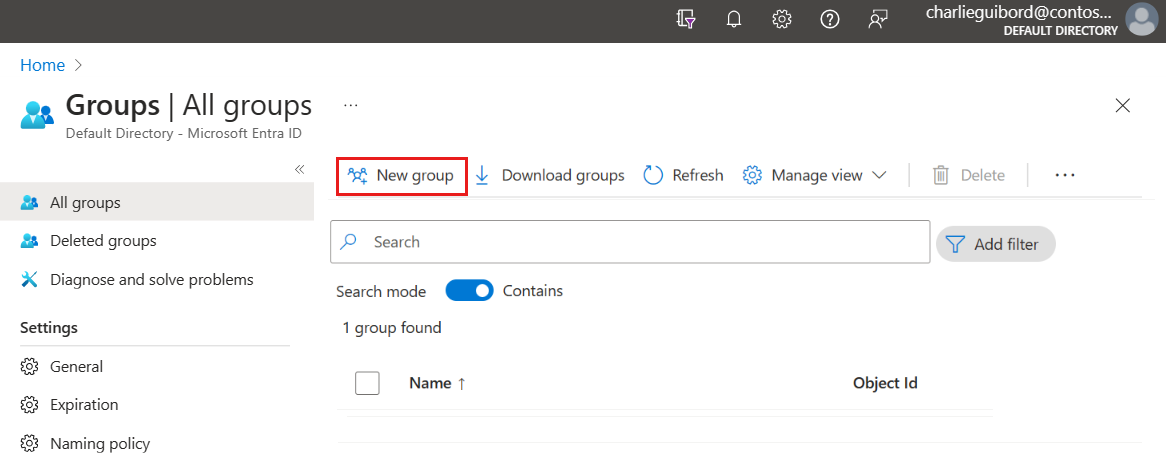 charlieguibord@contos...
DEFAULT DIRECTORY
Home
Groups | All groups ...
Default Directory - Microsoft Entra ID
New group Download groups Refresh Manage view Delete ...
All groups
Deleted groups
Diagnose and solve problems
Settings
General
Expiration
Naming policy
Search Add filter
Search mode Contains
1 group found
Name ↑ Object Id